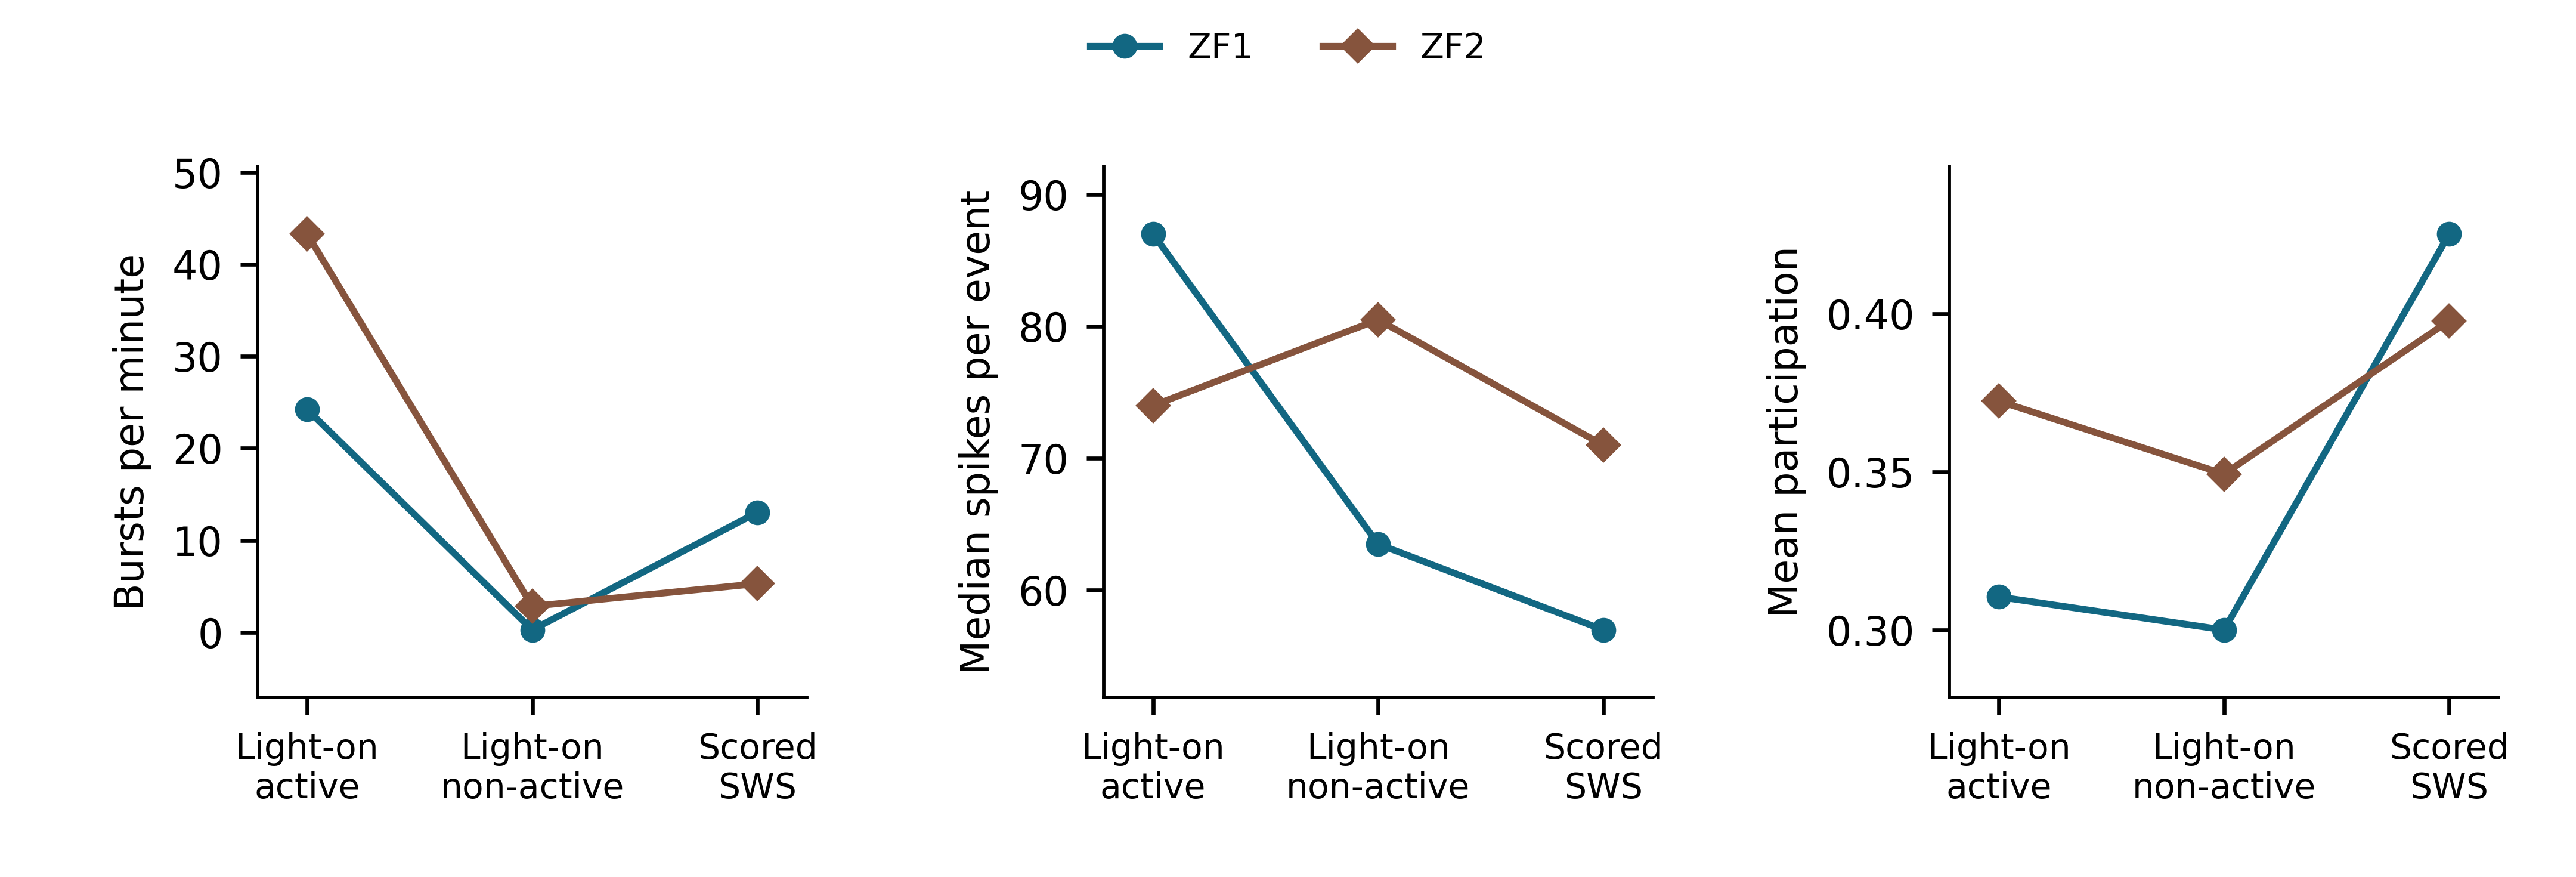 ZF1 ZF2
Bursts per minute
50
40
30
20
10
0
Light-on
active
Light-on
non-active
Scored
SWS
Median spikes per event
90
80
70
60
Light-on
active
Light-on
non-active
Scored
SWS
Mean participation
0.40
0.35
0.30
Light-on
active
Light-on
non-active
Scored
SWS